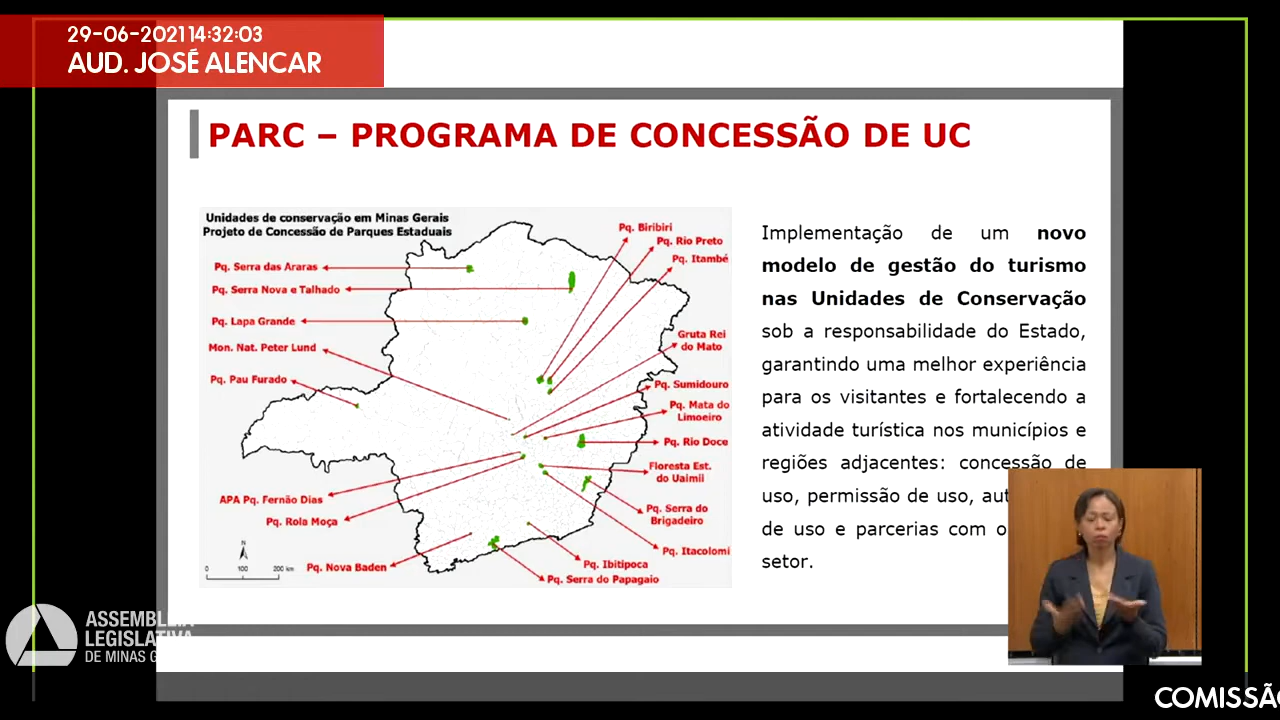 29-06-2021 14:32:03
AUD. JOSÉ ALENCAR
PARC – PROGRAMA DE CONCESSÃO DE UC
Unidades de conservação em Minas Gerais
Projeto de Concessão de Parques Estaduais
Pq. Biribiri
Pq. Rio Preto
Pq. Itambé
Pq. Serra das Araras
Pq. Serra Nova e Talhado
Pq. Lapa Grande
Mon. Nat. Peter Lund
Pq. Pau Furado
Gruta Rei
do Mato
Pq. Sumidouro
Pq. Mata do
Limoeiro
Pq. Rio Doce
Floresta Est.
do Uaimii
Pq. Serra do
Brigadeiro
Pq. Itacolomi
APA Pq. Fernão Dias
Pq. Rola Moça
Pq. Nova Baden
Pq. Ibitipoca
Pq. Serra do Papagaio
N
0 100 200 km
Implementação de um novo
modelo de gestão do turismo
nas Unidades de Conservação
sob a responsabilidade do Estado,
garantindo uma melhor experiência
para os visitantes e fortalecendo a
atividade turística nos municípios e
regiões adjacentes: concessão de
uso, permissão de uso,
de uso e parcerias com
setor.
ASSEMBLEIA
LEGISLATIVA
DE MINAS G
COMISSÃ